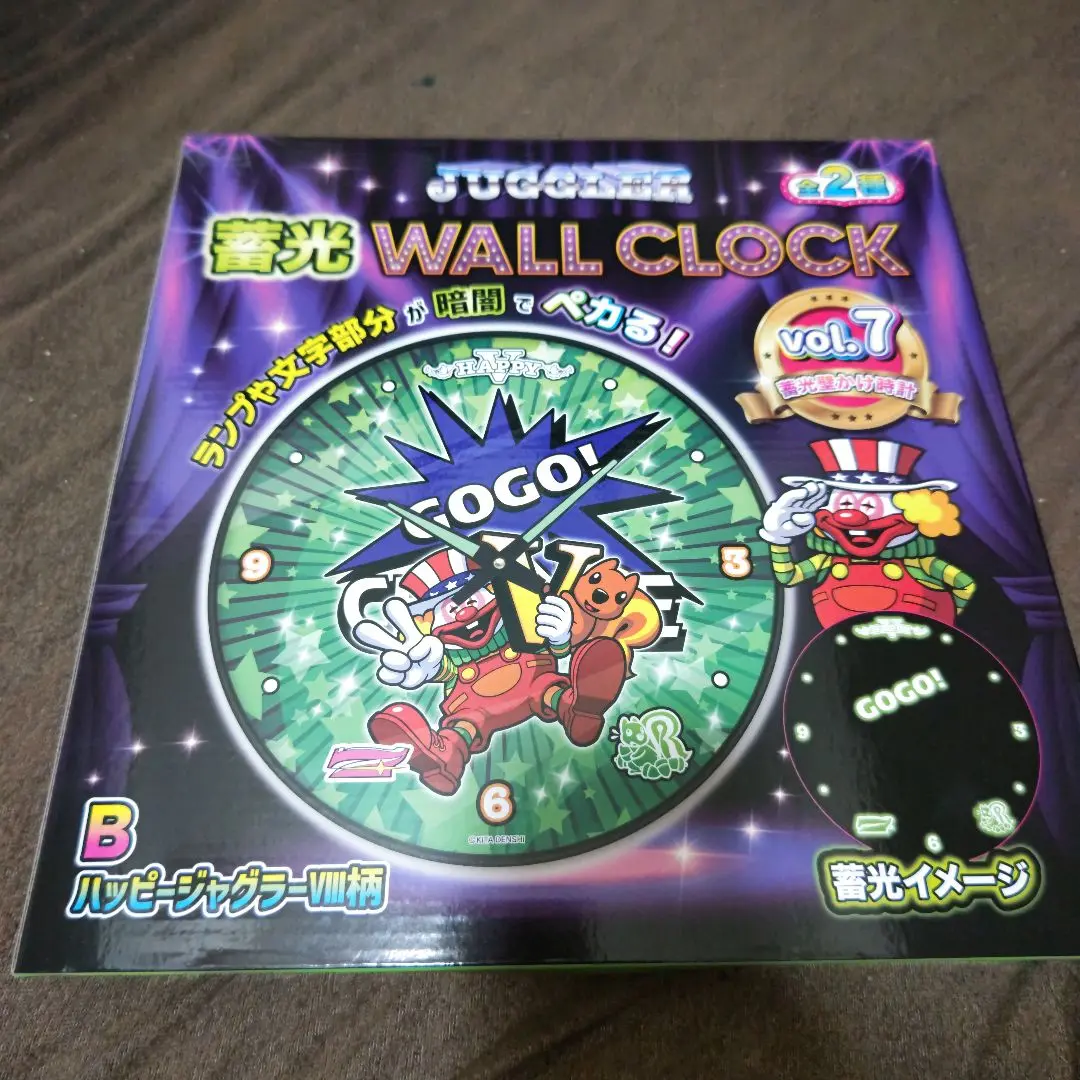 JUGGLER
全2種
蓄光 WALL CLOCK
ランプや文字部分が暗闇でペカる!
vol.7
蓄光壁かけ時計
V
HAPPY
GOGO!
9
3
6
R
©KITA DENSHI
GOGO!
9
3
6
B
ハッピージャグラーVIII柄
蓄光イメージ